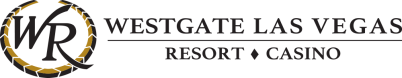 WR
WESTGATE LAS VEGAS
RESORT ♦ CASINO